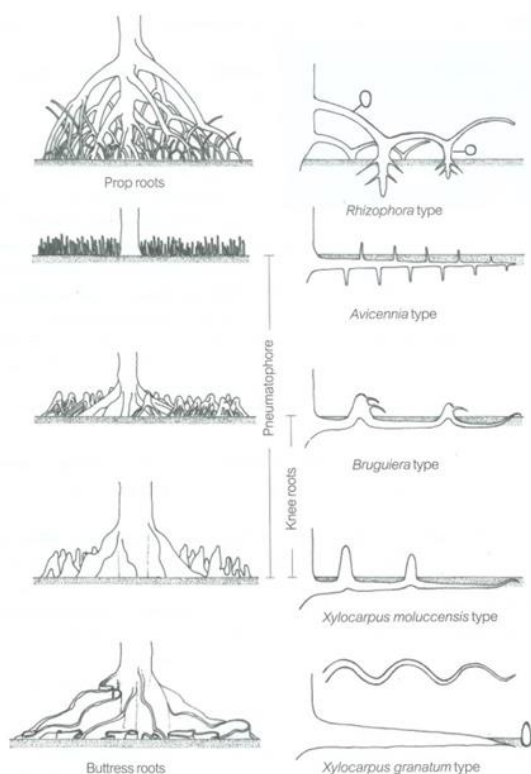 Prop roots
Rhizophora type
Avicennia type
Pneumatophore
Bruguiera type
Knee roots
Xylocarpus moluccensis type
Buttress roots
Xylocarpus granatum type